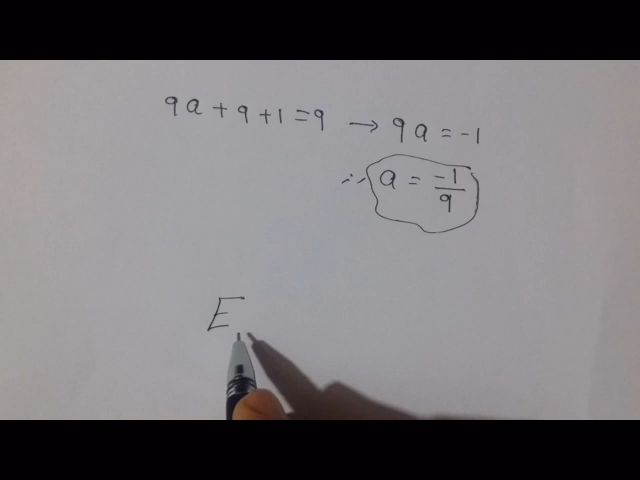 9a + 9 + 1 = 9 → 9a = -1
∴ a = -1/9
E